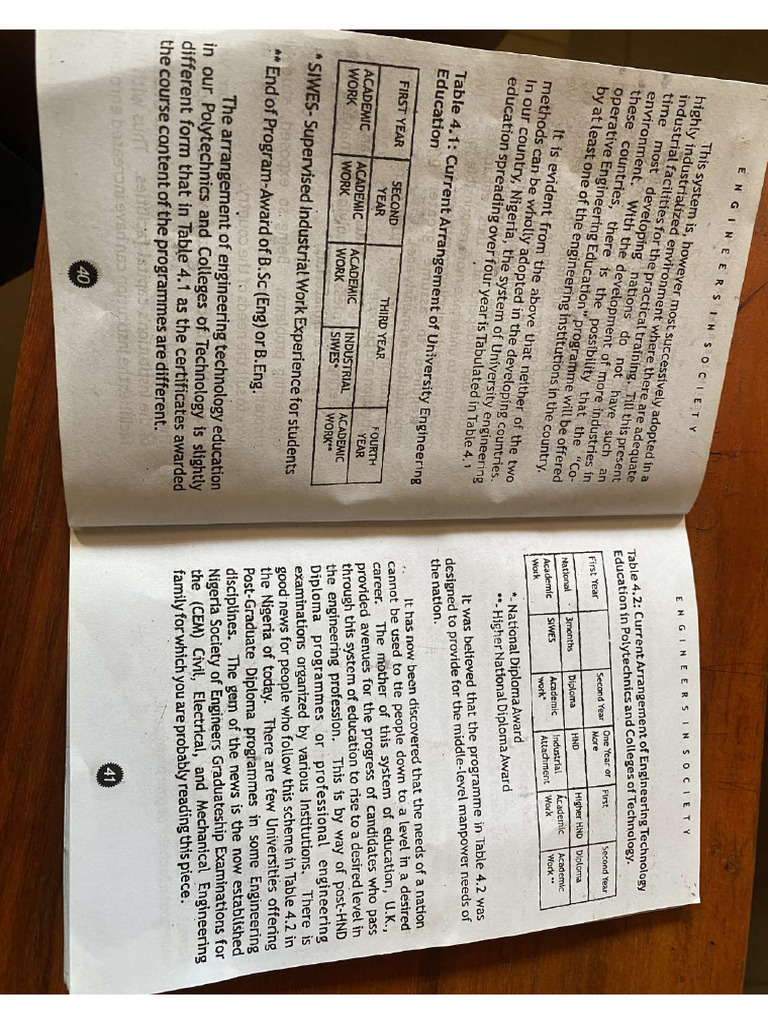 E N G I N E E R S I N S O C I E T Y
This system is, however most successively adopted in a
highly industrialized environment where there are adequate
industrial facilities for the practical training. Till this present
time most developing nations do not have such an
environment. With the development of more industries in
these countries, there is the possibility that the "Co-
operative Engineering Education" programme will be offered
by at least one of the engineering institutions in the country.
It is evident from the above that neither of the two
methods can be wholly adopted in the developing countries.
In our country, Nigeria, the system of University engineering
education spreading over four year is Tabulated in Table 4.1
Table 4.1: Current Arrangement of University Engineering
Education
FIRST YEAR SECOND YEAR THIRD YEAR FOURTH YEAR
ACADEMIC WORK ACADEMIC WORK ACADEMIC WORK INDUSTRIAL SIWES* ACADEMIC WORK**
* SIWES- Supervised Industrial Work Experience for students
** End of Program-Award of B.Sc (Eng) or B.Eng.
The arrangement of engineering technology education
in our Polytechnics and Colleges of Technology is slightly
different form that in Table 4.1 as the certificates awarded
the course content of the programmes are different.
40
E N G I N E E R S I N S O C I E T Y
Table 4.2: Current Arrangement of Engineering Technology
Education in Polytechnics and Colleges of Technology.
First Year Second Year One Year or More First Second Year
National 3months Diploma HND Higher HND Diploma
Academic Work SIWES Academic work* Industrial Attachment Academic Work Academic Work**
*. National Diploma Award
**- Higher National Diploma Award
It was believed that the programme in Table 4.2 was
designed to provide for the middle-level manpower needs of
the nation.
It has now been discovered that the needs of a nation
cannot be used to tie people down to a level in a desired
career. The mother of this system of education, U.K.,
provided avenues for the progress of candidates who pass
through this system of education to rise to a desired level in
the engineering profession. This is by way of post-HND
Diploma programmes or professional engineering
examinations organized by various Institutions. There is
good news for people who follow this scheme in Table 4.2 in
the Nigeria of today. There are few Universities offering
Post-Graduate Diploma programmes in some Engineering
disciplines. The gem of the news is the now established
Nigeria Society of Engineers Graduateship Examinations for
the (CEM) Civil, Electrical, and Mechanical Engineering
family for which you are probably reading this piece.
41